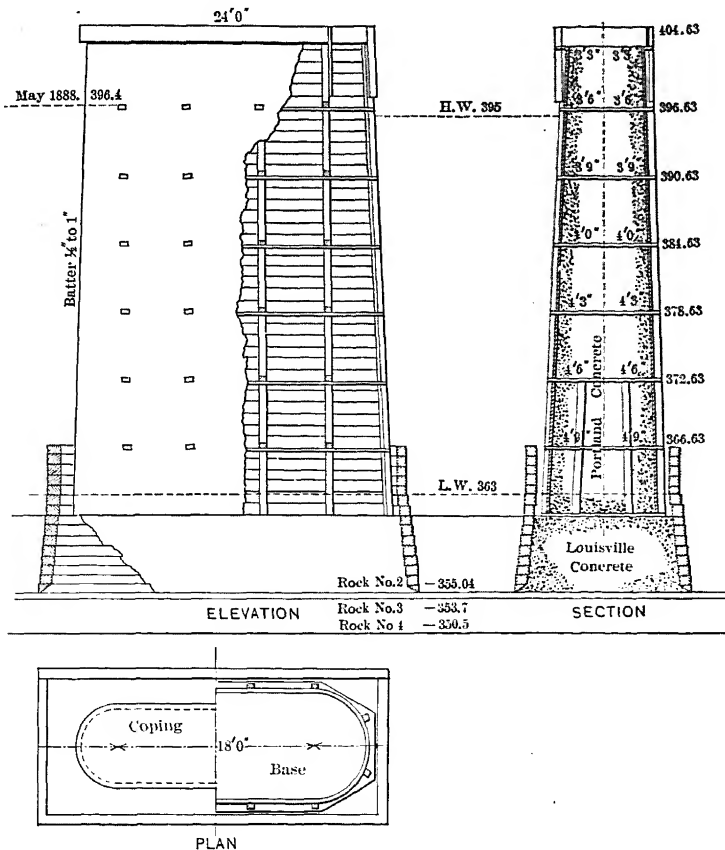 24'0"
404.63
3'3" 3'3"
May 1888. 396.4
3'6" 3'6
396.63
H.W. 395
3'9" 3'9
390.63
Batter ½" to 1"
4'0" 4'0
384.63
4'3" 4'3
378.63
4'6" 4'6
372.63
Portland Concrete
4'9" 4'9
366.63
L.W. 363
Louisville
Concrete
Rock No.2 —355.04
ELEVATION
Rock No.3 —353.7
SECTION
Rock No 4 —350.5
Coping
18'0"
Base
PLAN